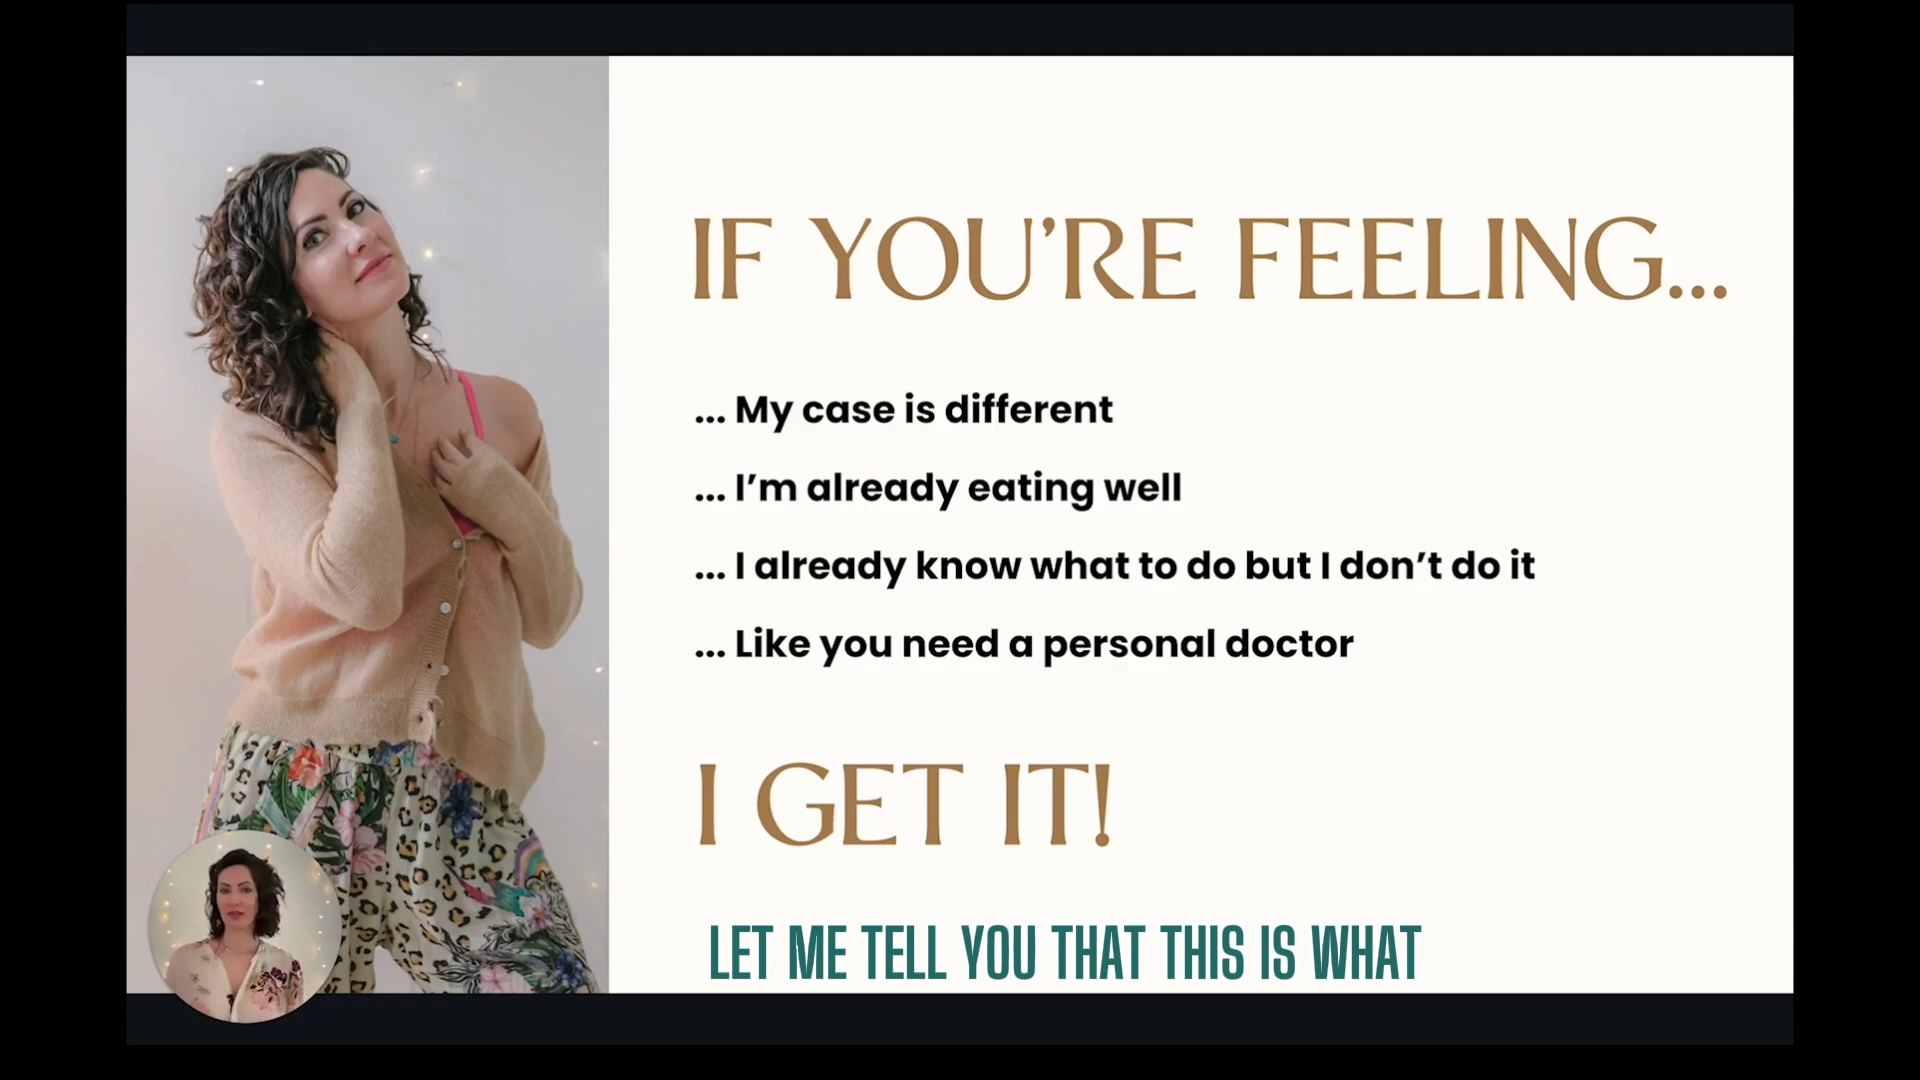 IF YOU’RE FEELING...
... My case is different
... I’m already eating well
... I already know what to do but I don’t do it
... Like you need a personal doctor
I GET IT!
LET ME TELL YOU THAT THIS IS WHAT